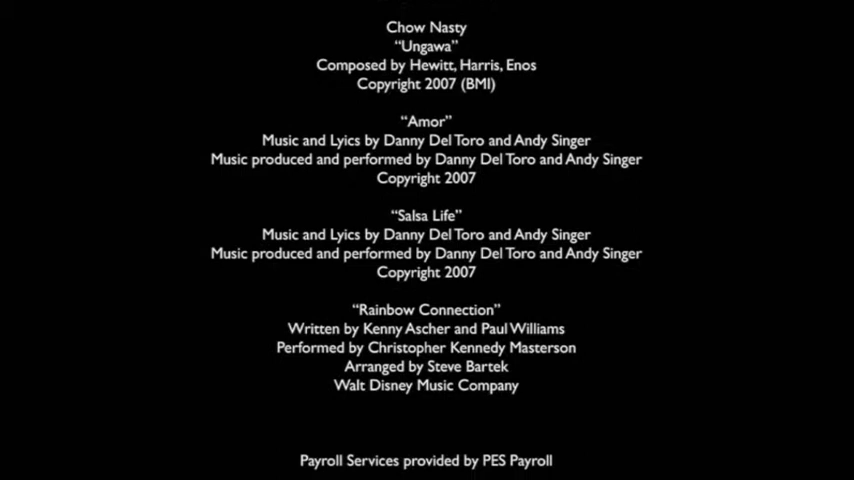 Chow Nasty
“Ungawa”
Composed by Hewitt, Harris, Enos
Copyright 2007 (BMI)
“Amor”
Music and Lyics by Danny Del Toro and Andy Singer
Music produced and performed by Danny Del Toro and Andy Singer
Copyright 2007
“Salsa Life”
Music and Lyics by Danny Del Toro and Andy Singer
Music produced and performed by Danny Del Toro and Andy Singer
Copyright 2007
“Rainbow Connection”
Written by Kenny Ascher and Paul Williams
Performed by Christopher Kennedy Masterson
Arranged by Steve Bartek
Walt Disney Music Company
Payroll Services provided by PES Payroll